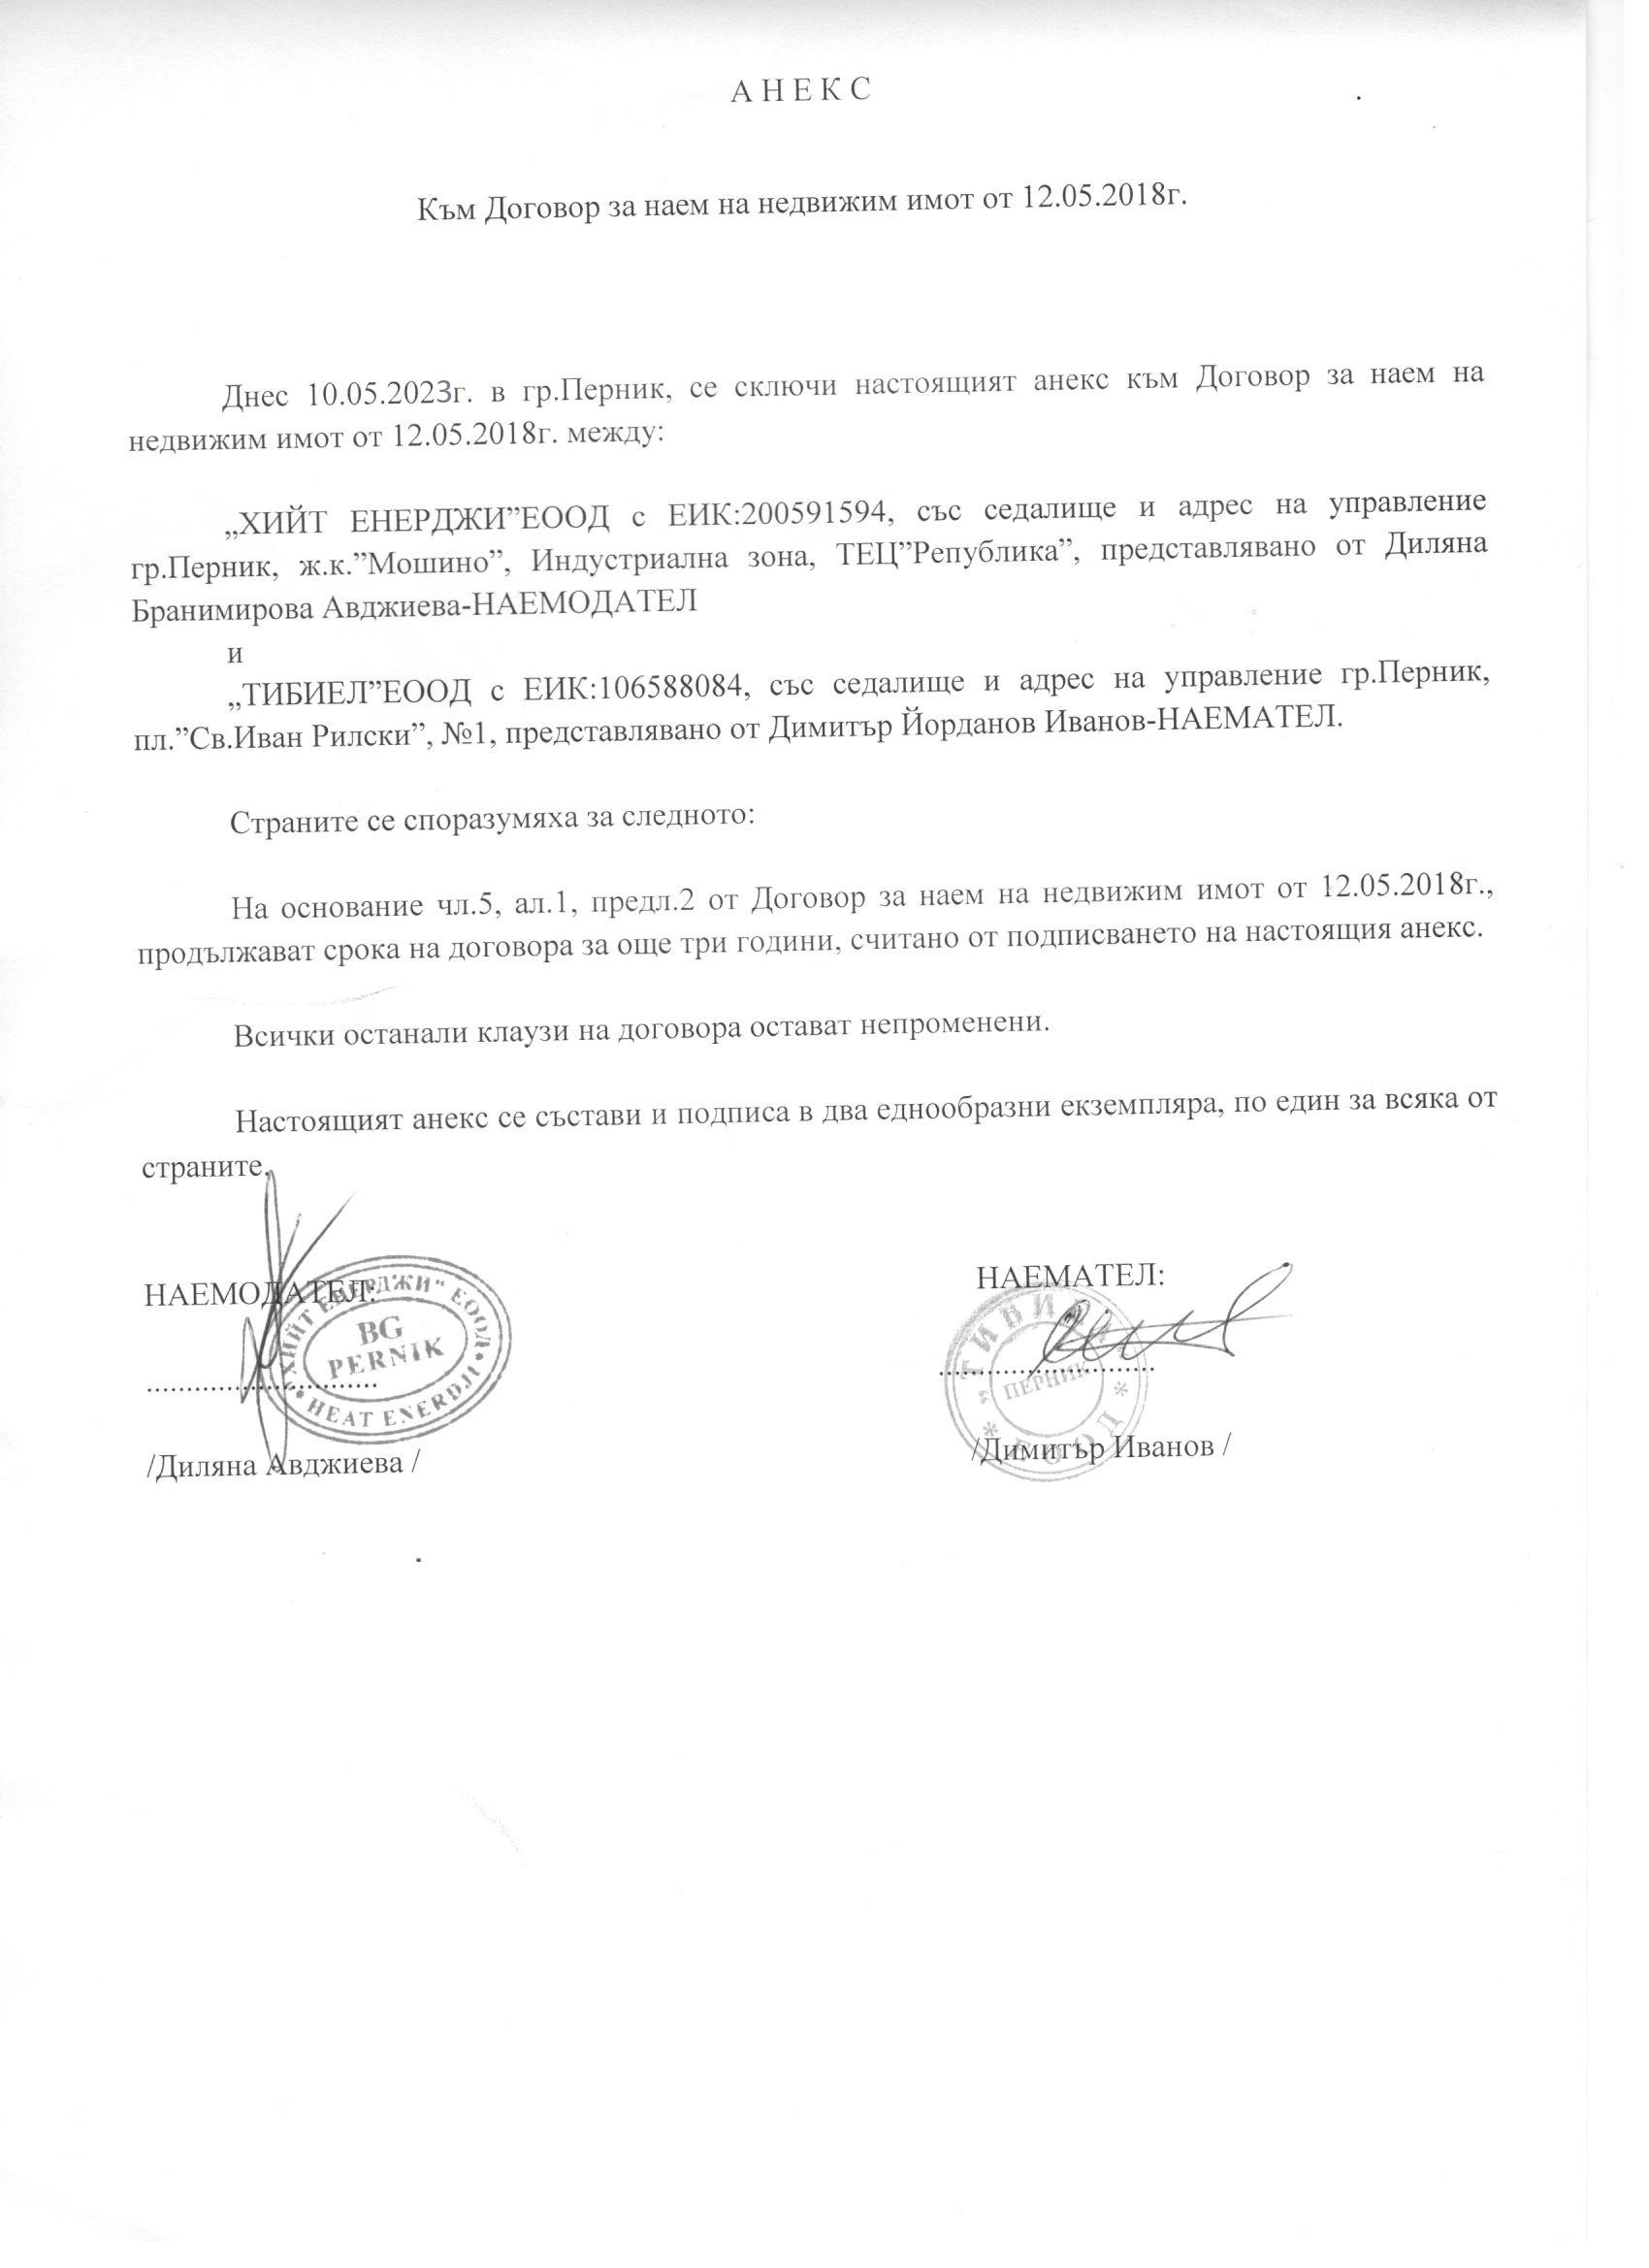 А Н Е К С
Към Договор за наем на недвижим имот от 12.05.2018г.
Днес 10.05.2023г. в гр.Перник, се сключи настоящият анекс към Договор за наем на
недвижим имот от 12.05.2018г. между:
„ХИЙТ ЕНЕРДЖИ”ЕООД с ЕИК:200591594, със седалище и адрес на управление
гр.Перник, ж.к.”Мошино”, Индустриална зона, ТЕЦ”Република”, представлявано от Диляна
Бранимирова Авджиева-НАЕМОДАТЕЛ
и
„ТИБИЕЛ”ЕООД с ЕИК:106588084, със седалище и адрес на управление гр.Перник,
пл.”Св.Иван Рилски”, №1, представлявано от Димитър Йорданов Иванов-НАЕМАТЕЛ.
Страните се споразумяха за следното:
На основание чл.5, ал.1, предл.2 от Договор за наем на недвижим имот от 12.05.2018г.,
продължават срока на договора за още три години, считано от подписването на настоящия анекс.
Всички останали клаузи на договора остават непроменени.
Настоящият анекс се състави и подписа в два еднообразни екземпляра, по един за всяка от
страните.
НАЕМОДАТЕЛ: НАЕМАТЕЛ:
"ХИЙТ ЕНЕРДЖИ" ЕООД
BG
PERNIK
HEAT ENERDJI
ПЕРНИК
ЕООД
/Диляна Авджиева / /Димитър Иванов /